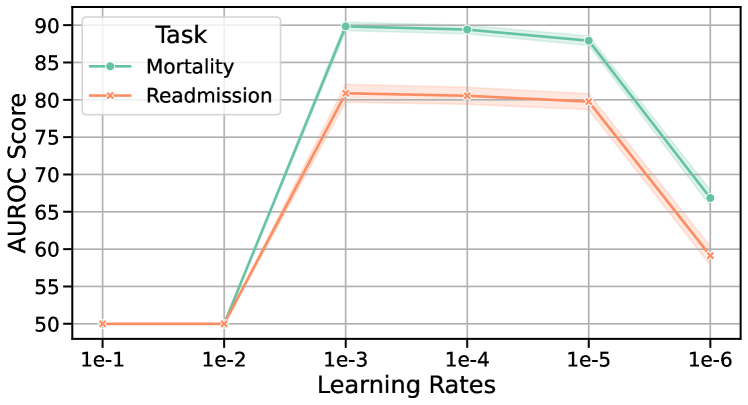 Task
Mortality
Readmission
AUROC Score
90
85
80
75
70
65
60
55
50
1e-1 1e-2 1e-3 1e-4 1e-5 1e-6
Learning Rates